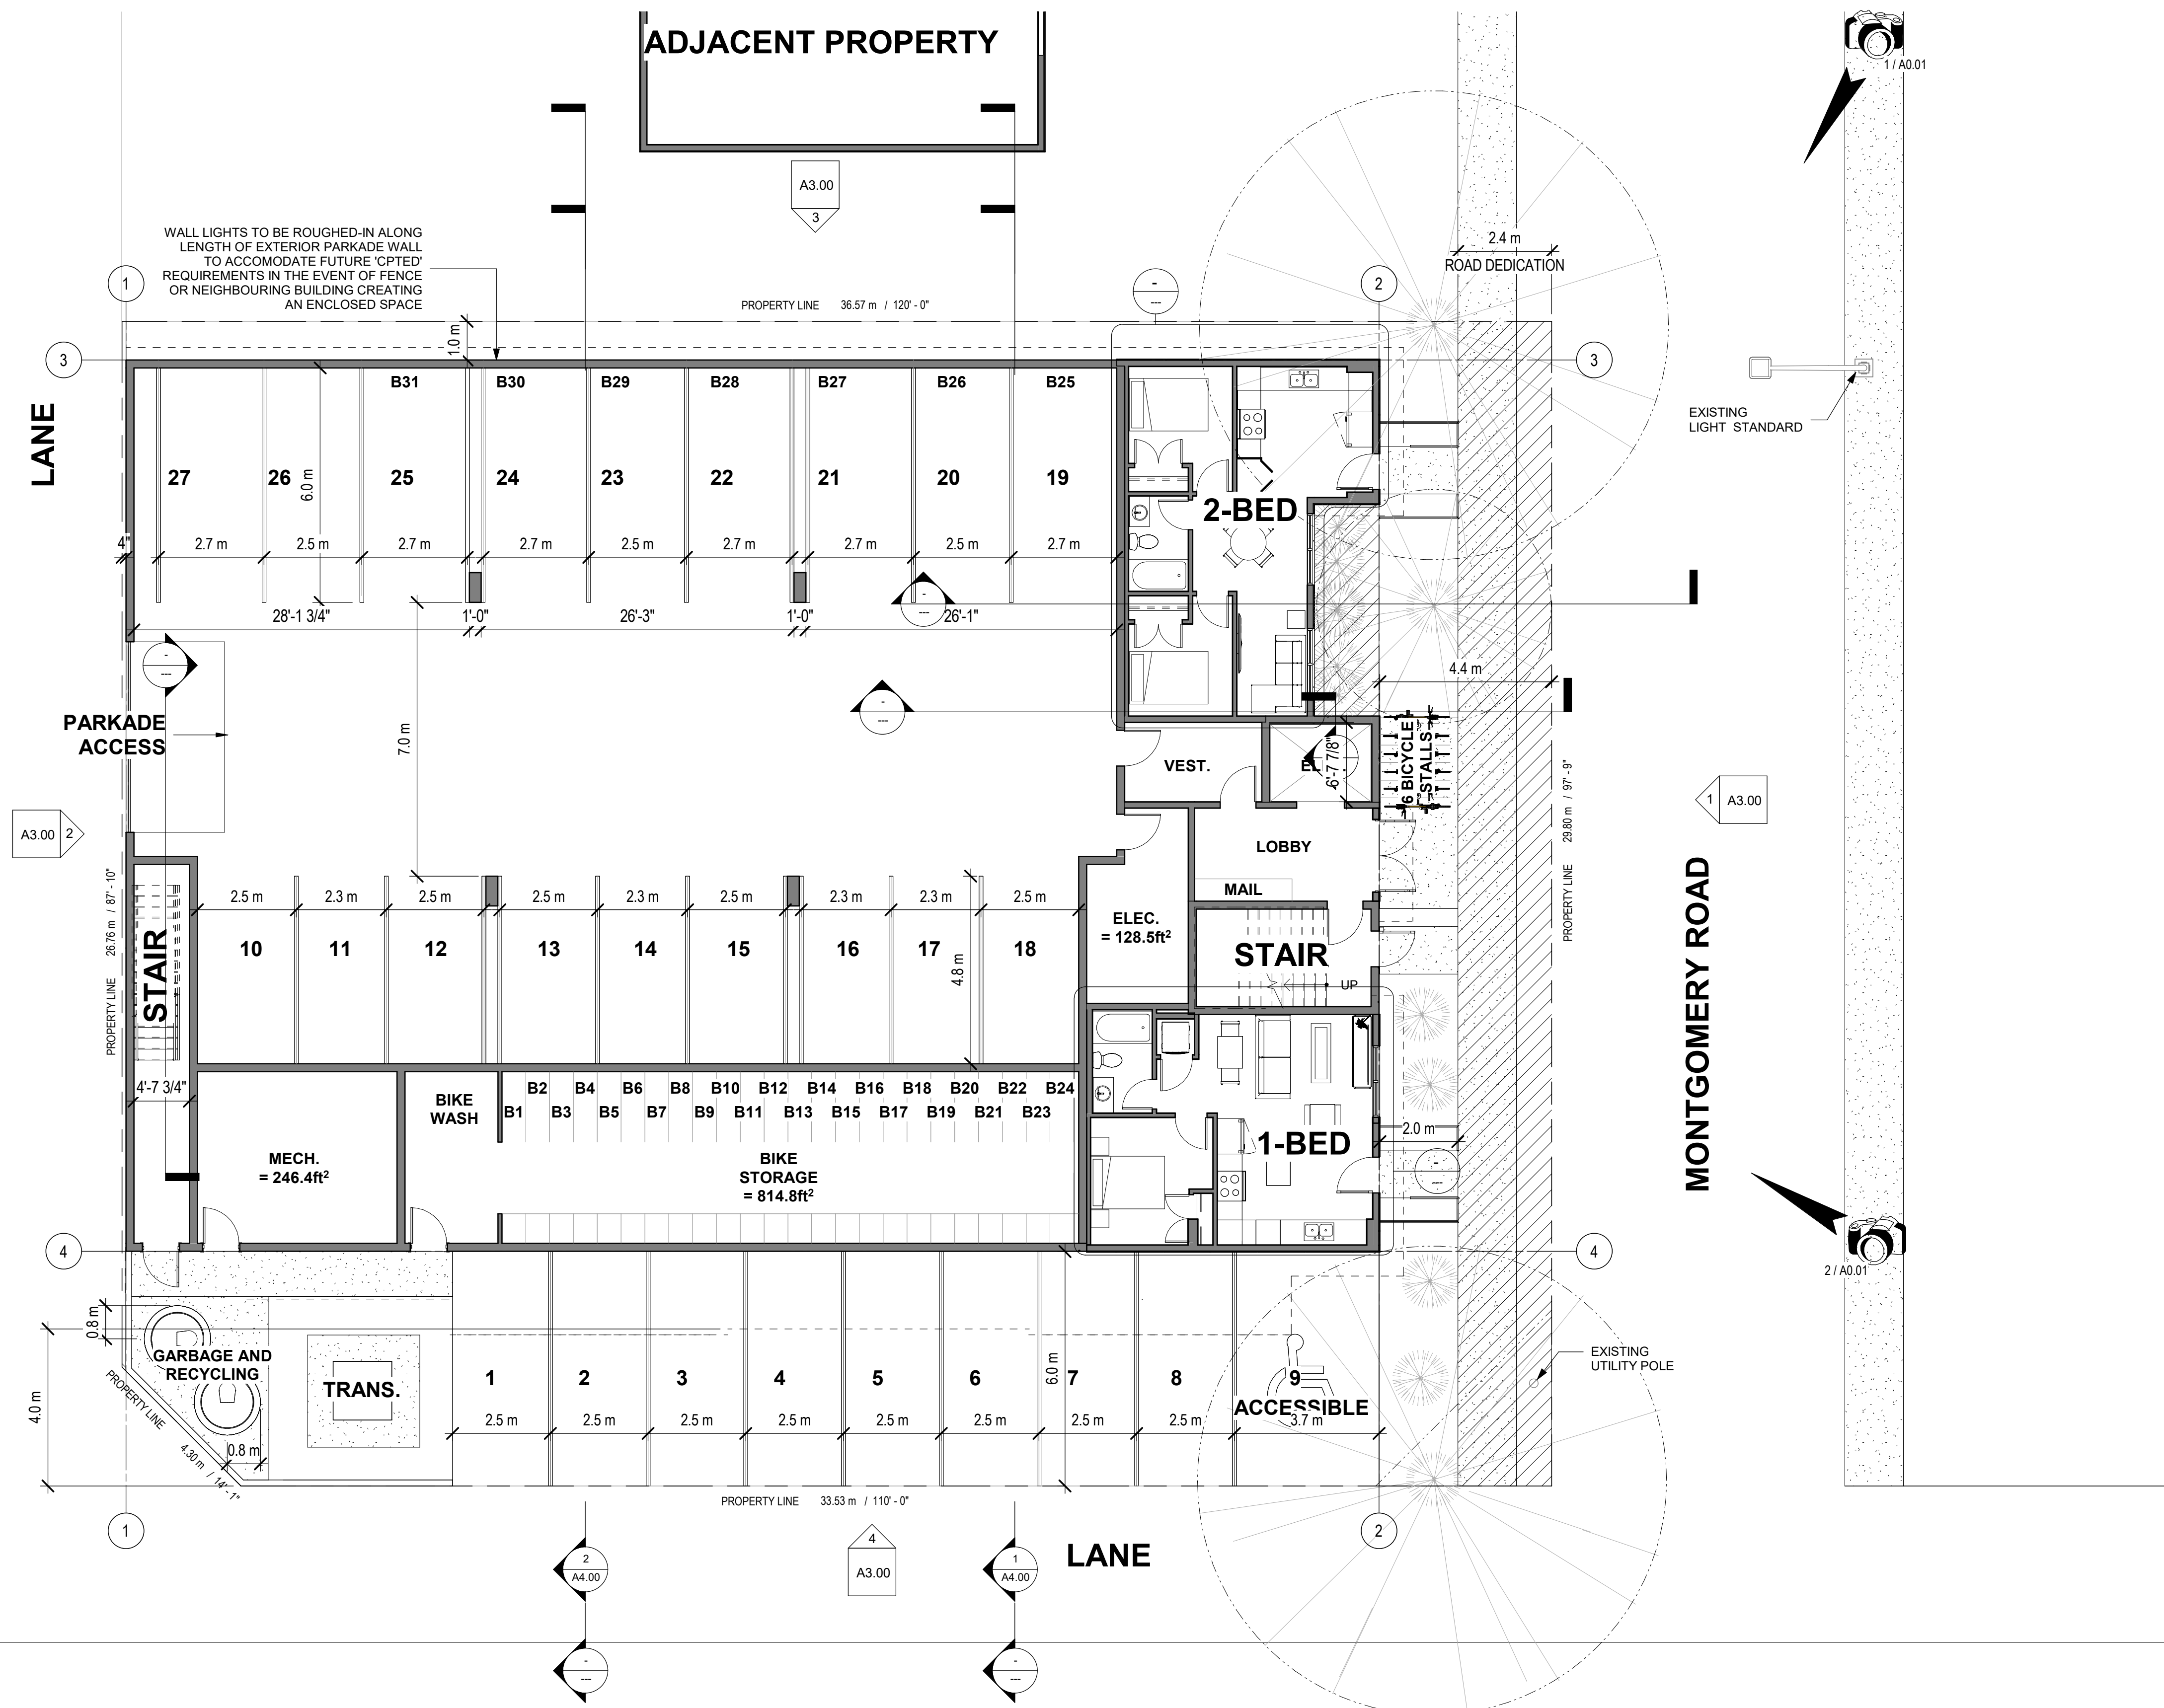 ADJACENT PROPERTY
1 / A0.01
A3.00
3
WALL LIGHTS TO BE ROUGHED-IN ALONG
LENGTH OF EXTERIOR PARKADE WALL
TO ACCOMODATE FUTURE 'CPTED'
REQUIREMENTS IN THE EVENT OF FENCE
OR NEIGHBOURING BUILDING CREATING
AN ENCLOSED SPACE
2.4 m
ROAD DEDICATION
1
2
-
---
PROPERTY LINE 36.57 m / 120' - 0"
1.0 m
3
3
LANE
B31 B30 B29 B28 B27 B26 B25
EXISTING
LIGHT STANDARD
27 26 25 24 23 22 21 20 19
6.0 m
2-BED
4" 2.7 m 2.5 m 2.7 m 2.7 m 2.5 m 2.7 m 2.7 m 2.5 m 2.7 m
28'-1 3/4" 1'-0" 26'-3" 1'-0" 26'-1"
-
---
-
---
4.4 m
PARKADE
ACCESS
7.0 m
-
---
VEST.
EL
6'-7 7/8"
6 BICYCLE
STALLS
PROPERTY LINE 29.80 m / 97' - 9"
1 A3.00
A3.00 2
LOBBY
MAIL
MONTGOMERY ROAD
PROPERTY LINE 26.76 m / 87' - 10"
2.5 m 2.3 m 2.5 m 2.5 m 2.3 m 2.5 m 2.3 m 2.3 m 2.5 m
ELEC.
= 128.5ft²
STAIR
10 11 12 13 14 15 16 17 18
4.8 m
STAIR
UP
4'-7 3/4"
BIKE
WASH
B2 B4 B6 B8 B10 B12 B14 B16 B18 B20 B22 B24
B1 B3 B5 B7 B9 B11 B13 B15 B17 B19 B21 B23
2.0 m
1-BED
-
---
MECH.
= 246.4ft²
BIKE
STORAGE
= 814.8ft²
4
4
2 / A0.01
0.8 m
GARBAGE AND
RECYCLING
TRANS.
4.0 m
PROPERTY LINE 4.30 m / 14' - 1"
0.8 m
1 2 3 4 5 6 7 8 9
6.0 m
ACCESSIBLE
2.5 m 2.5 m 2.5 m 2.5 m 2.5 m 2.5 m 2.5 m 2.5 m 3.7 m
EXISTING
UTILITY POLE
PROPERTY LINE 33.53 m / 110' - 0"
1
2
2
A4.00
4
A3.00
1
A4.00
LANE
-
---
-
---